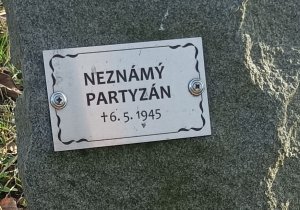 NEZNÁMÝ
PARTYZÁN
†6. 5. 1945